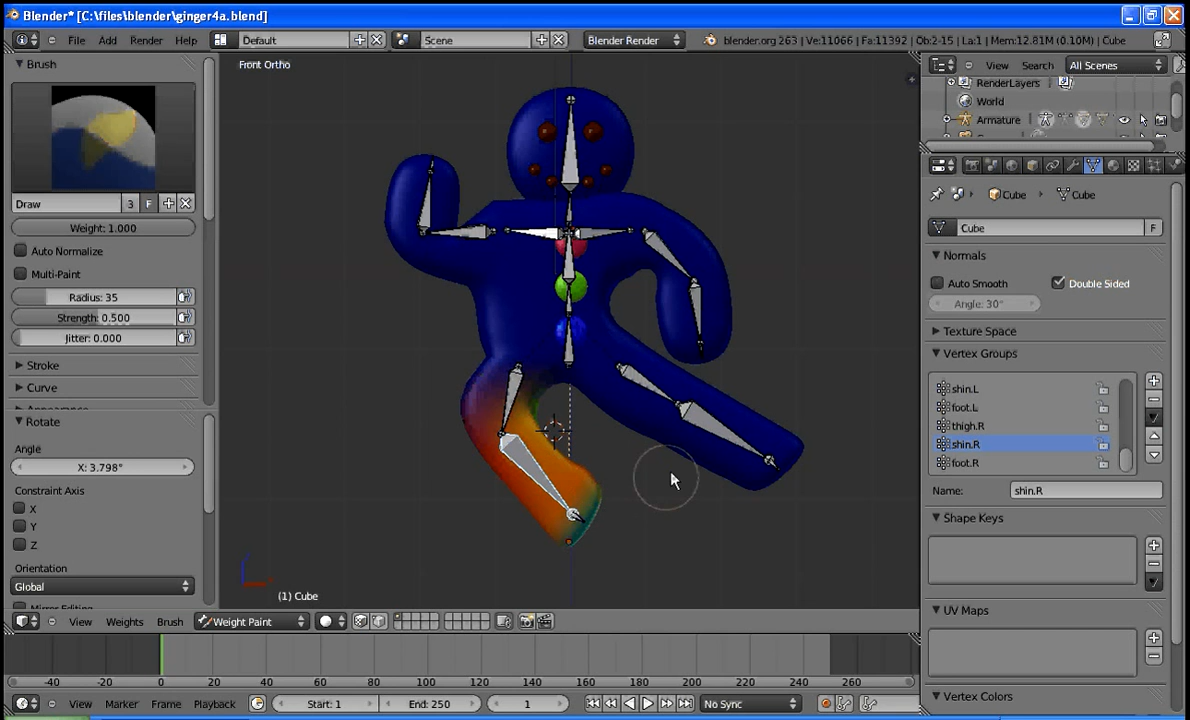 Blender* [C:\files\blender\ginger4a.blend]
File Add Render Help Default Scene Blender Render blender.org 263 | Ve:11066 | Fa:11392 | Ob:2-15 | La:1 | Mem:12.81M (0.10M) | Cube
Brush
Draw 3 F
Weight: 1.000
Auto Normalize
Multi-Paint
Radius: 35
Strength: 0.500
Jitter: 0.000
Stroke
Curve
Rotate
Angle
X: 3.798°
Constraint Axis
X
Y
Z
Orientation
Global
Front Ortho
(1) Cube
View Weights Brush Weight Paint
-40 -20 0 20 40 60 80 100 120 140 160 180 200 220 240 260
View Marker Frame Playback Start: 1 End: 250 1 No Sync
View Search All Scenes
RenderLayers
World
Armature
Cube Cube
Cube F
Normals
Auto Smooth Double Sided
Angle: 30°
Texture Space
Vertex Groups
shin.L
foot.L
thigh.R
shin.R
foot.R
Name: shin.R
Shape Keys
UV Maps
Vertex Colors